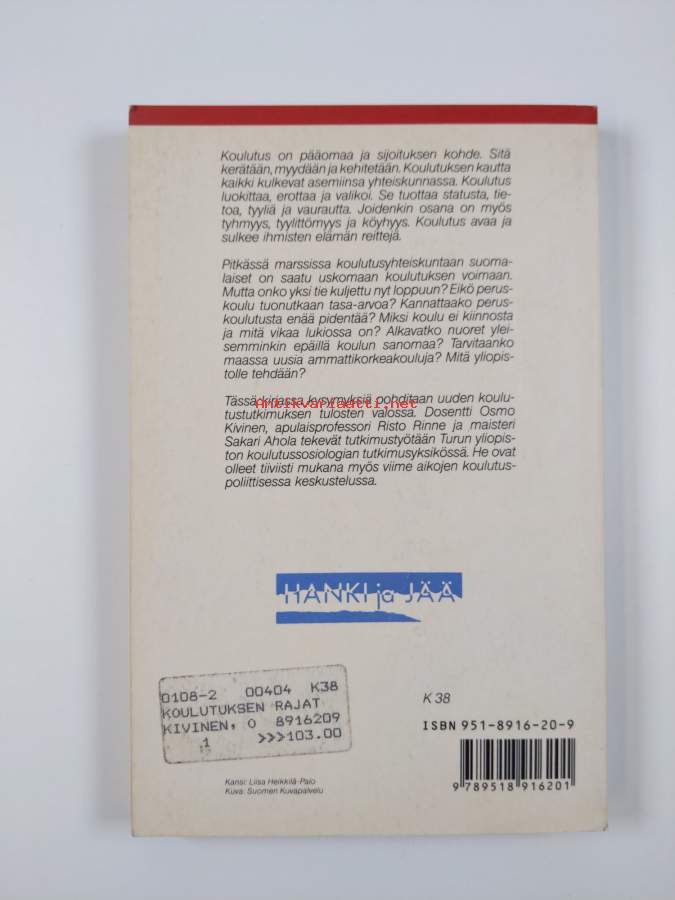 Koulutus on pääomaa ja sijoituksen kohde. Sitä
kerätään, myydään ja kehitetään. Koulutuksen kautta
kaikki kulkevat asemiinsa yhteiskunnassa. Koulutus
luokittaa, erottaa ja valikoi. Se tuottaa statusta, tie-
toa, tyyliä ja vaurautta. Joidenkin osana on myös
tyhmyys, tyylittömyys ja köyhyys. Koulutus avaa ja
sulkee ihmisten elämän reittejä.
Pitkässä marssissa koulutusyhteiskuntaan suoma-
laiset on saatu uskomaan koulutuksen voimaan.
Mutta onko yksi tie kuljettu nyt loppuun? Eikö perus-
koulu tuonutkaan tasa-arvoa? Kannattaako perus-
koulutusta enää pidentää? Miksi koulu ei kiinnosta
ja mitä vikaa lukiossa on? Alkavatko nuoret ylei-
semminkin epäillä koulun sanomaa? Tarvitaanko
maassa uusia ammattikorkeakouluja? Mitä yliopis-
tolle tehdään?
Tässä kirjassa kysymyksiä pohditaan uuden koulu-
Antikvariaatti.net
tustutkimuksen tulosten valossa. Dosentti Osmo
Kivinen, apulaisprofessori Risto Rinne ja maisteri
Sakari Ahola tekevät tutkimustyötään Turun yliopis-
ton koulutussosiologian tutkimusyksikössä. He ovat
olleet tiiviisti mukana myös viime aikojen koulutus-
poliittisessa keskustelussa.
HANKI ja JÄÄ
0108-2 00404 K38
KOULUTUKSEN RAJAT
KIVINEN, O 8916209
1 >>>103.00
K 38
ISBN 951-8916-20-9
9 789518 916201
Kansi: Liisa Heikkilä-Palo
Kuva: Suomen Kuvapalvelu